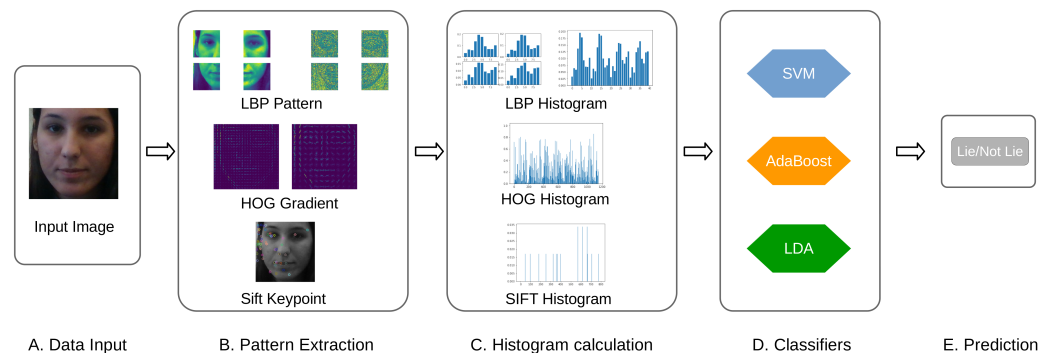 Input Image
LBP Pattern
HOG Gradient
Sift Keypoint
LBP Histogram
HOG Histogram
SIFT Histogram
SVM
AdaBoost
LDA
Lie/Not Lie
A. Data Input
B. Pattern Extraction
C. Histogram calculation
D. Classifiers
E. Prediction